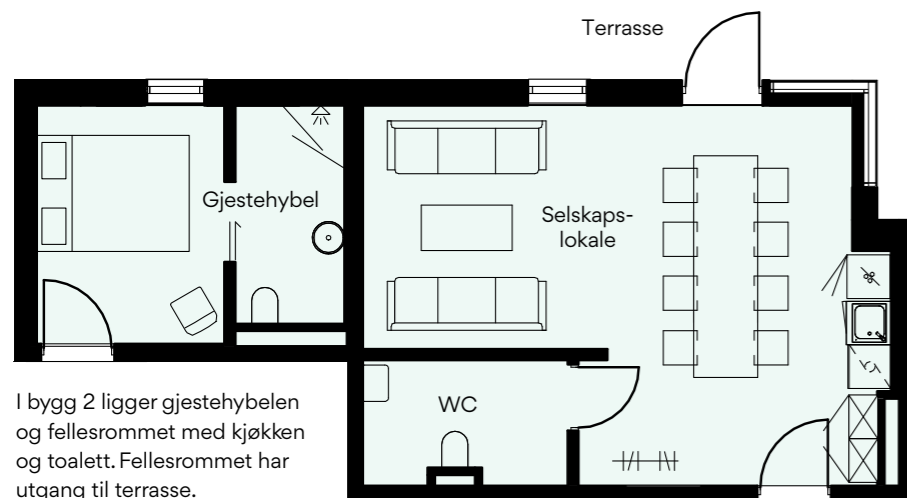 Terrasse
Gjestehybel
Selskaps-
lokale
WC
I bygg 2 ligger gjestehybelen
og fellesrommet med kjøkken
og toalett. Fellesrommet har
utgang til terrasse.